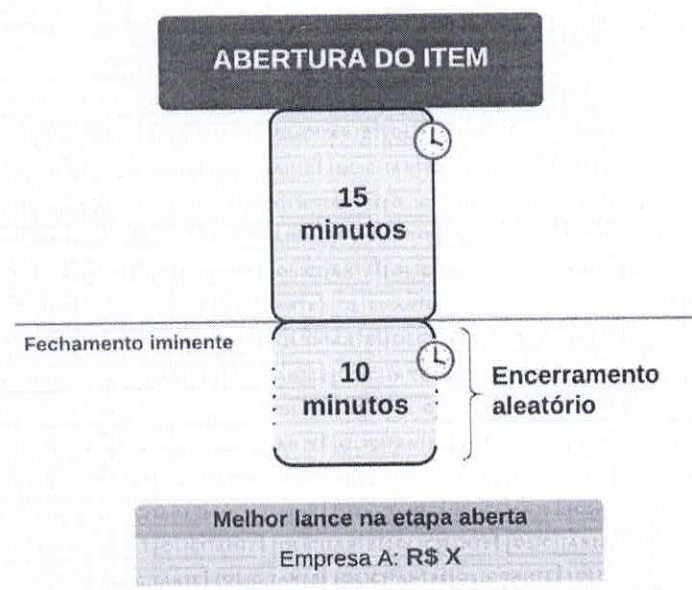 ABERTURA DO ITEM
15
minutos
Fechamento iminente
10
minutos
Encerramento
aleatório
Melhor lance na etapa aberta
Empresa A: R$ X